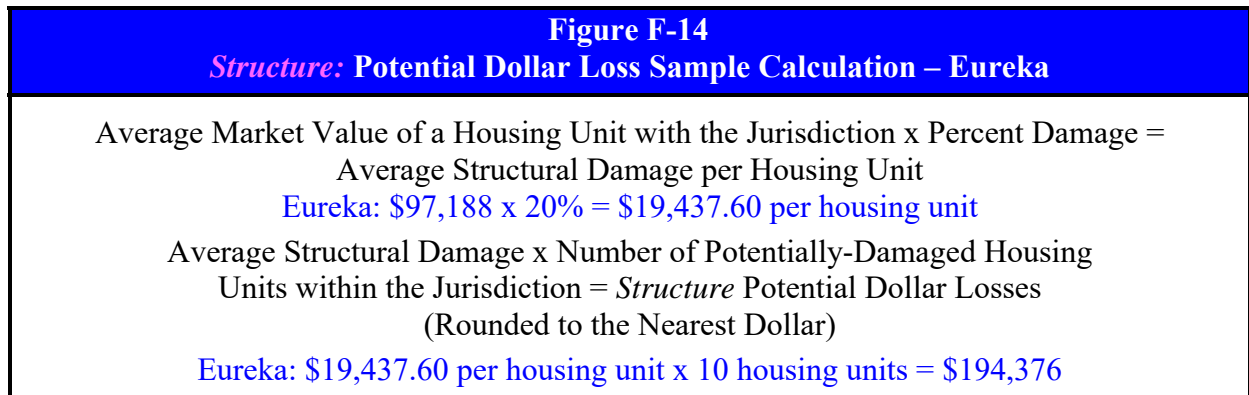 Figure F-14
Structure: Potential Dollar Loss Sample Calculation – Eureka
Average Market Value of a Housing Unit with the Jurisdiction x Percent Damage =
Average Structural Damage per Housing Unit
Eureka: $97,188 x 20% = $19,437.60 per housing unit
Average Structural Damage x Number of Potentially-Damaged Housing
Units within the Jurisdiction = Structure Potential Dollar Losses
(Rounded to the Nearest Dollar)
Eureka: $19,437.60 per housing unit x 10 housing units = $194,376